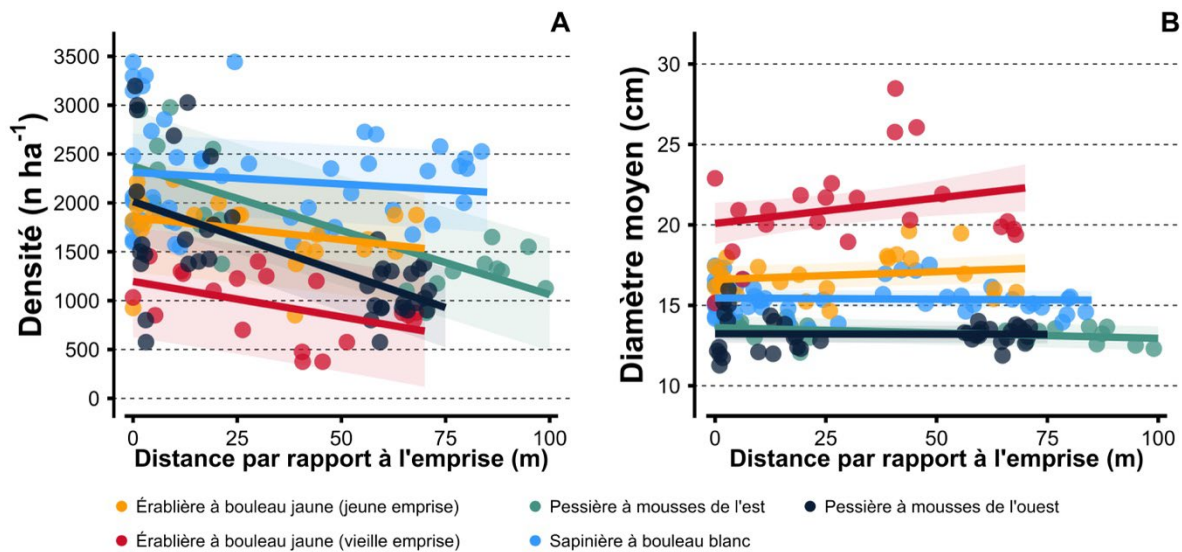 A
Densité (n ha⁻¹)
3500
3000
2500
2000
1500
1000
500
0
0 25 50 75 100
Distance par rapport à l'emprise (m)
B
Diamètre moyen (cm)
30
25
20
15
10
0 25 50 75 100
Distance par rapport à l'emprise (m)
Érablière à bouleau jaune (jeune emprise) Pessière à mousses de l'est Pessière à mousses de l'ouest
Érablière à bouleau jaune (vieille emprise) Sapinière à bouleau blanc